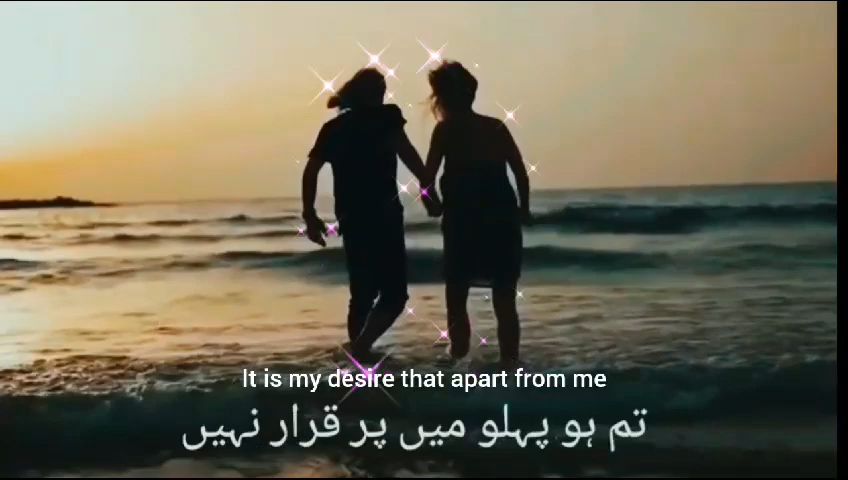 It is my desire that apart from me
تم ہو پہلو میں پر قرار نہیں